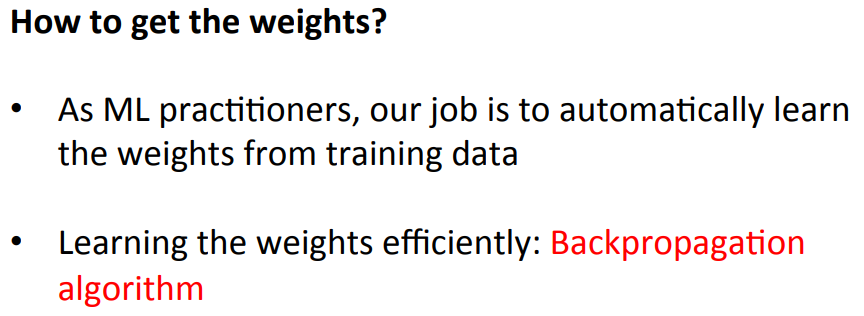 How to get the weights?
• As ML practitioners, our job is to automatically learn
the weights from training data
• Learning the weights efficiently: Backpropagation
algorithm